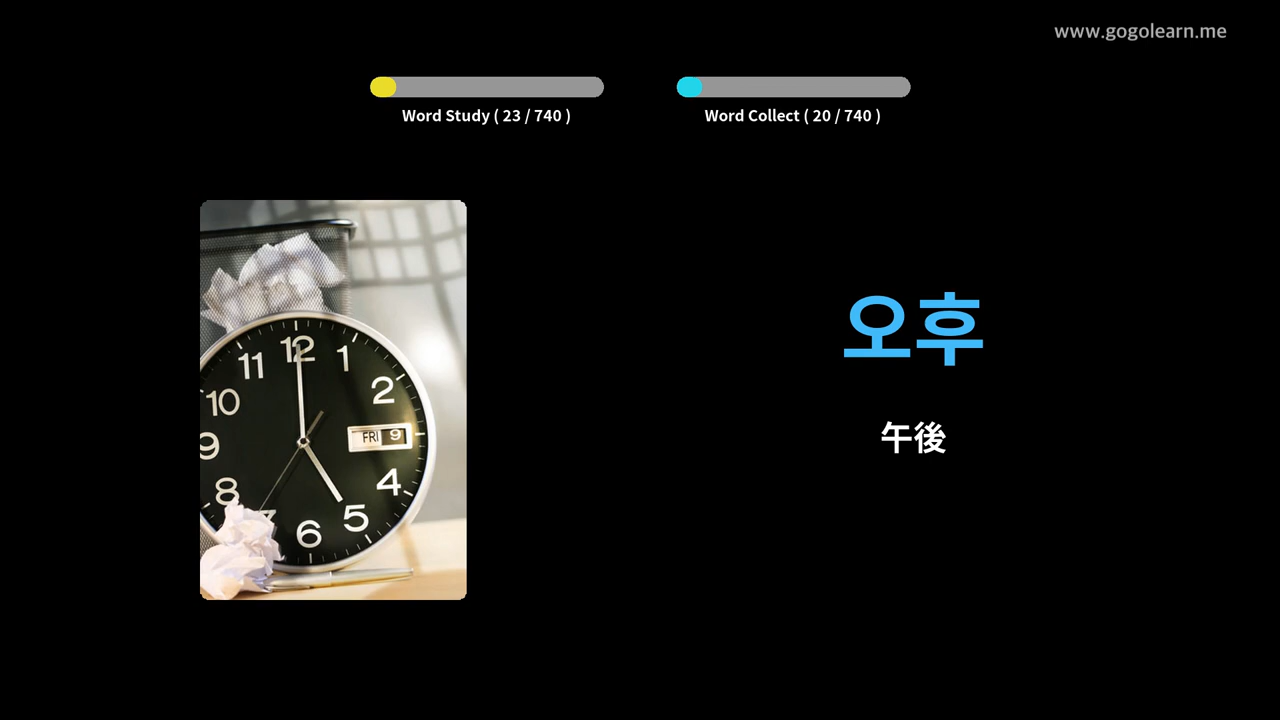 www.gogolearn.me
Word Study ( 23 / 740 )
Word Collect ( 20 / 740 )
12
11
1
10
2
FRI 9
9
8
4
7
5
6
오후
午後